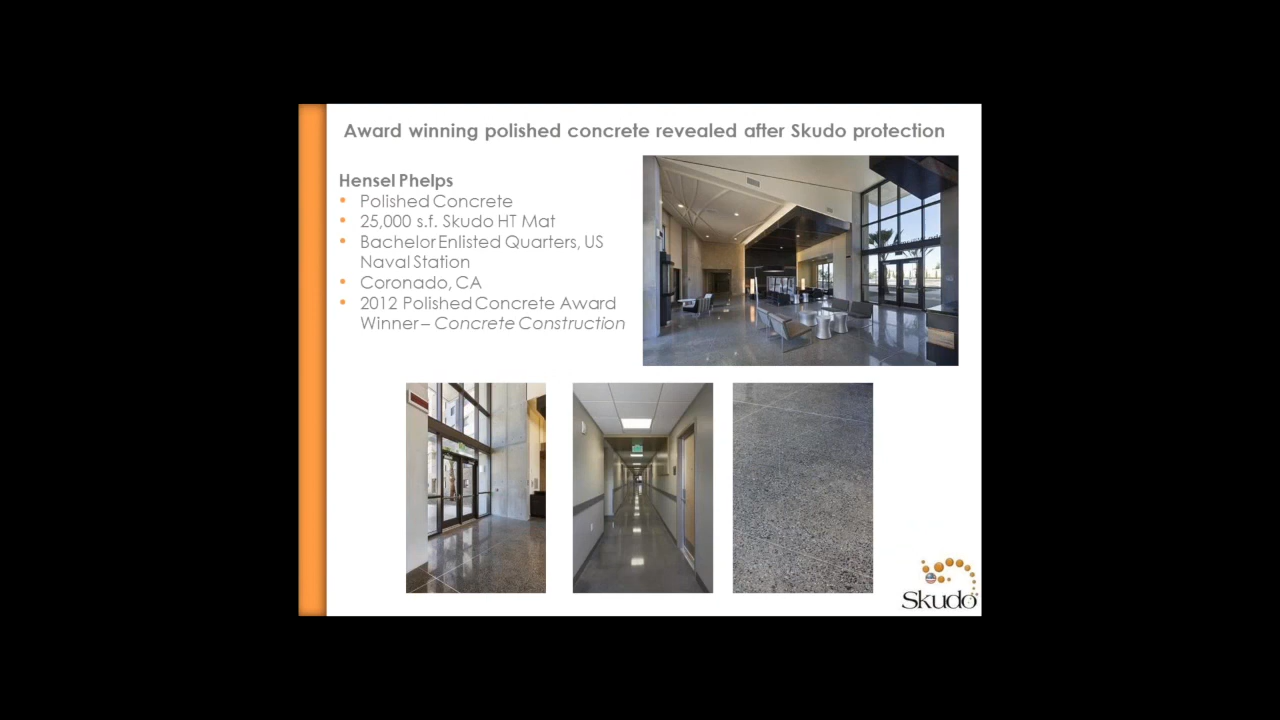 Award winning polished concrete revealed after Skudo protection
Hensel Phelps
• Polished Concrete
• 25,000 s.f. Skudo HT Mat
• Bachelor Enlisted Quarters, US
Naval Station
• Coronado, CA
• 2012 Polished Concrete Award
Winner – Concrete Construction
Skudo